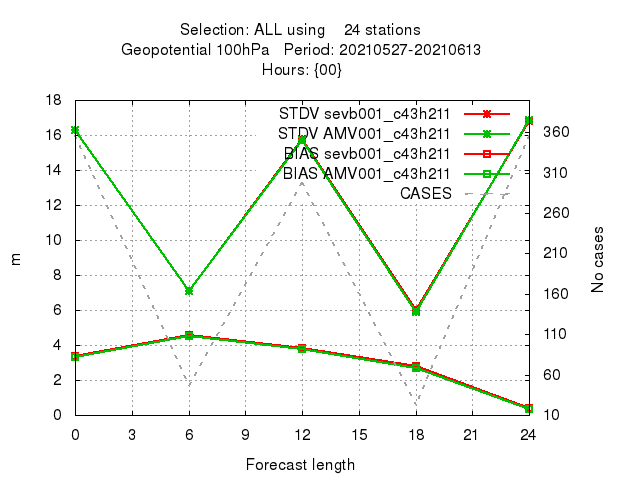 Selection: ALL using    24 stations
Geopotential 100hPa   Period: 20210527-20210613
Hours: {00}
STDV sevb001_c43h211
STDV AMV001_c43h211
BIAS sevb001_c43h211
BIAS AMV001_c43h211
CASES
18
16
14
12
10
8
6
4
2
0
m
360
310
260
210
160
110
60
10
No cases
0 3 6 9 12 15 18 21 24
Forecast length